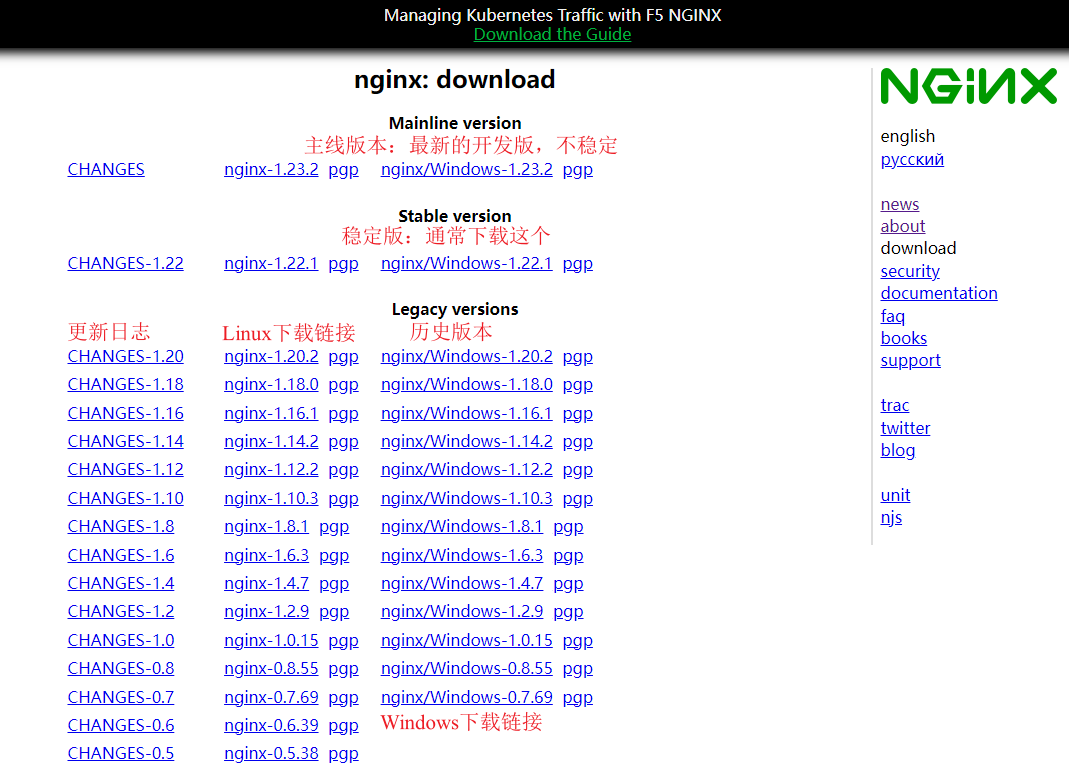 Managing Kubernetes Traffic with F5 NGINX
Download the Guide
nginx: download
NGINX
Mainline version
主线版本：最新的开发版，不稳定
CHANGES nginx-1.23.2 pgp nginx/Windows-1.23.2 pgp
Stable version
稳定版：通常下载这个
CHANGES-1.22 nginx-1.22.1 pgp nginx/Windows-1.22.1 pgp
Legacy versions
更新日志 Linux下载链接 历史版本
CHANGES-1.20 nginx-1.20.2 pgp nginx/Windows-1.20.2 pgp
CHANGES-1.18 nginx-1.18.0 pgp nginx/Windows-1.18.0 pgp
CHANGES-1.16 nginx-1.16.1 pgp nginx/Windows-1.16.1 pgp
CHANGES-1.14 nginx-1.14.2 pgp nginx/Windows-1.14.2 pgp
CHANGES-1.12 nginx-1.12.2 pgp nginx/Windows-1.12.2 pgp
CHANGES-1.10 nginx-1.10.3 pgp nginx/Windows-1.10.3 pgp
CHANGES-1.8 nginx-1.8.1 pgp nginx/Windows-1.8.1 pgp
CHANGES-1.6 nginx-1.6.3 pgp nginx/Windows-1.6.3 pgp
CHANGES-1.4 nginx-1.4.7 pgp nginx/Windows-1.4.7 pgp
CHANGES-1.2 nginx-1.2.9 pgp nginx/Windows-1.2.9 pgp
CHANGES-1.0 nginx-1.0.15 pgp nginx/Windows-1.0.15 pgp
CHANGES-0.8 nginx-0.8.55 pgp nginx/Windows-0.8.55 pgp
CHANGES-0.7 nginx-0.7.69 pgp nginx/Windows-0.7.69 pgp
CHANGES-0.6 nginx-0.6.39 pgp Windows下载链接
CHANGES-0.5 nginx-0.5.38 pgp
english
русский
news
about
download
security
documentation
faq
books
support
trac
twitter
blog
unit
njs